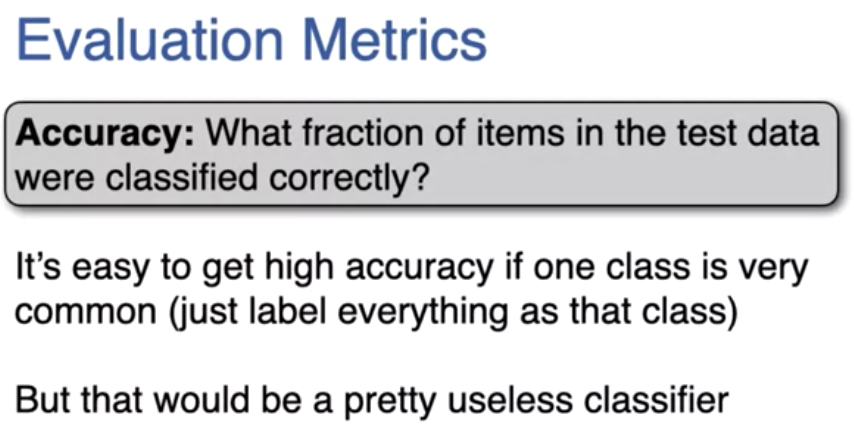 Evaluation Metrics
Accuracy: What fraction of items in the test data
were classified correctly?
It's easy to get high accuracy if one class is very
common (just label everything as that class)
But that would be a pretty useless classifier